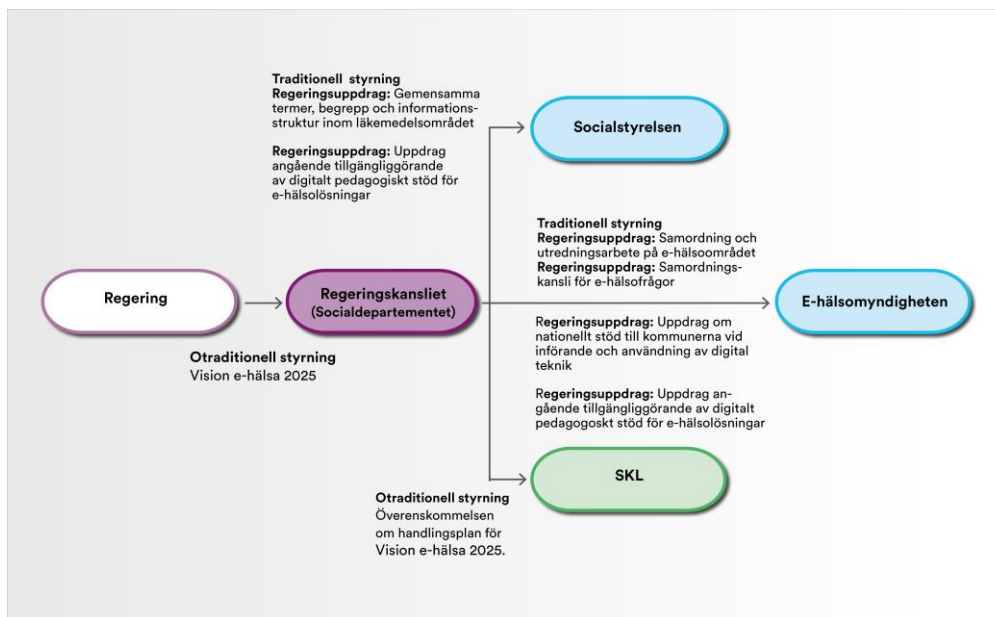 Traditionell styrning
Regeringsuppdrag: Gemensamma
termer, begrepp och informations-
struktur inom läkemedelsområdet
Regeringsuppdrag: Uppdrag
angående tillgängliggörande
av digitalt pedagogiskt stöd för
e-hälsolösningar
Socialstyrelsen
Traditionell styrning
Regeringsuppdrag: Samordning och
utredningsarbete på e-hälsoområdet
Regeringsuppdrag: Samordnings-
kansli för e-hälsofrågor
Regering
Regeringskansliet
(Socialdepartementet)
E-hälsomyndigheten
Otraditionell styrning
Vision e-hälsa 2025
Regeringsuppdrag: Uppdrag om
nationellt stöd till kommunerna vid
införande och användning av digital
teknik
Regeringsuppdrag: Uppdrag an-
gående tillgängliggörande av digitalt
pedagogoskt stöd för e-hälsolösningar
SKL
Otraditionell styrning
Överenskommelsen
om handlingsplan för
Vision e-hälsa 2025.